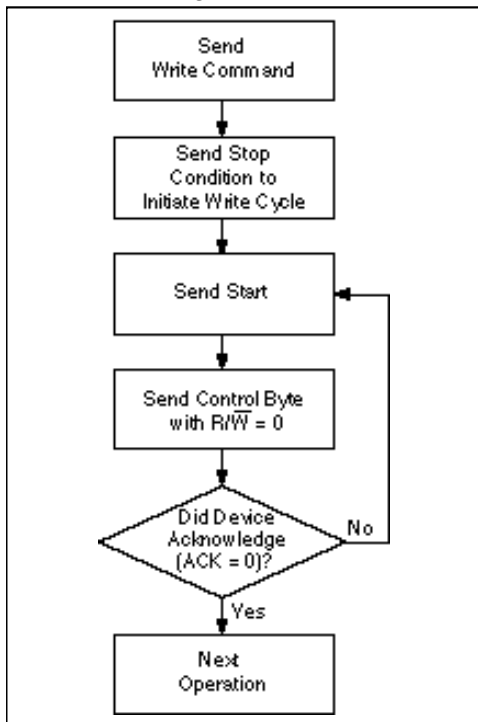 Send
Write Command
Send Stop
Condition to
Initiate Write Cycle
Send Start
Send Control Byte
with R/W̅ = 0
Did Device
Acknowledge
(ACK = 0)?
No
Yes
Next
Operation